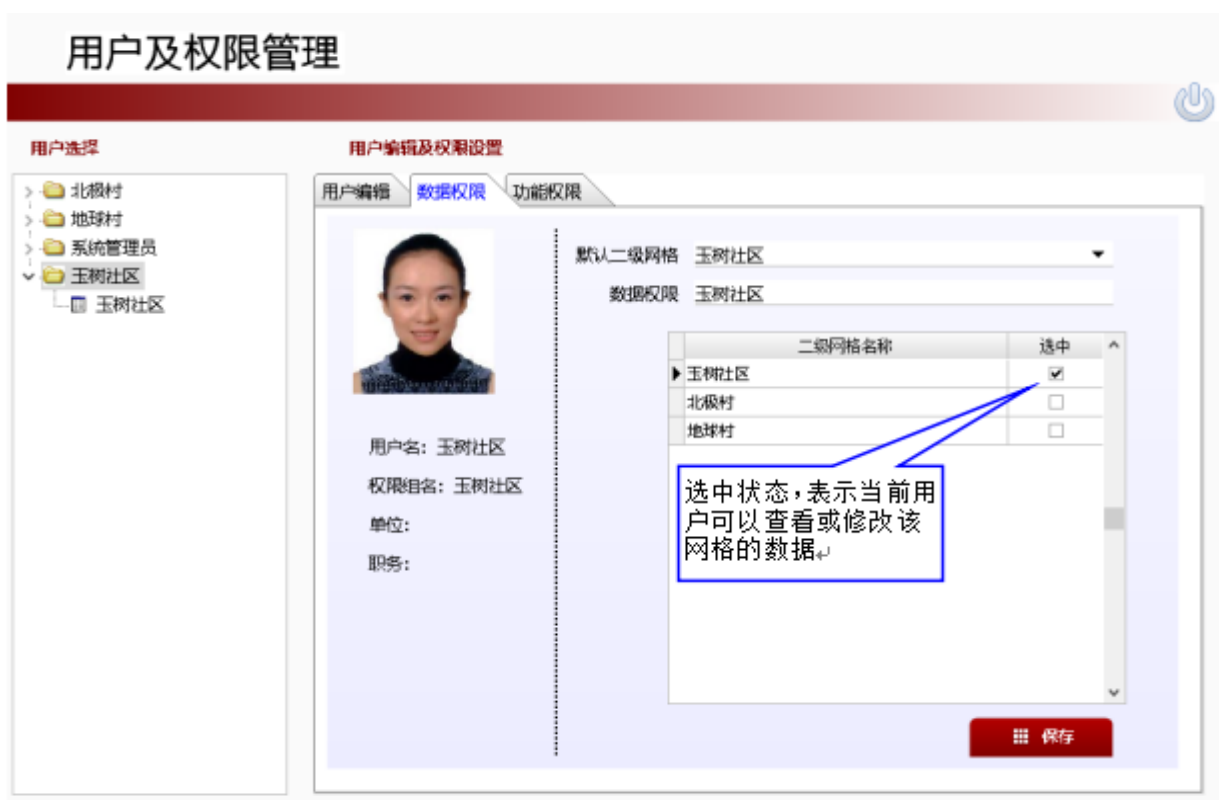 用户及权限管理
用户选择
用户编辑及权限设置
北极村
地球村
系统管理员
玉树社区
玉树社区
用户编辑 数据权限 功能权限
用户名: 玉树社区
权限组名: 玉树社区
单位:
职务:
默认二级网格 玉树社区
数据权限 玉树社区
二级网格名称 选中
玉树社区
北极村
地球村
选中状态,表示当前用
户可以查看或修改该
网格的数据
保存